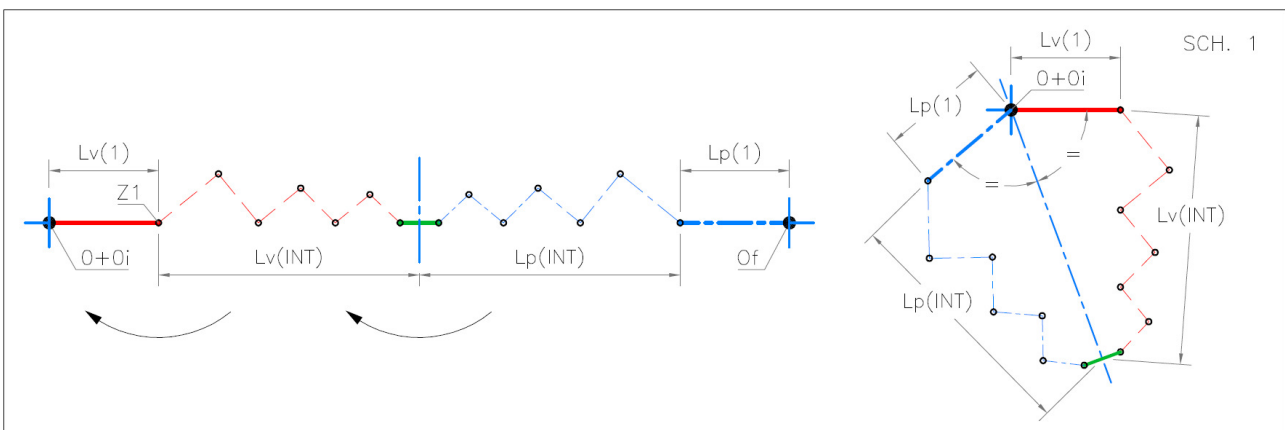 Lv(1)
Z1
0+0i
Lv(INT)
Lp(INT)
Lp(1)
Of
Lv(1)
SCH. 1
0+0i
Lp(1)
=
=
Lv(INT)
Lp(INT)